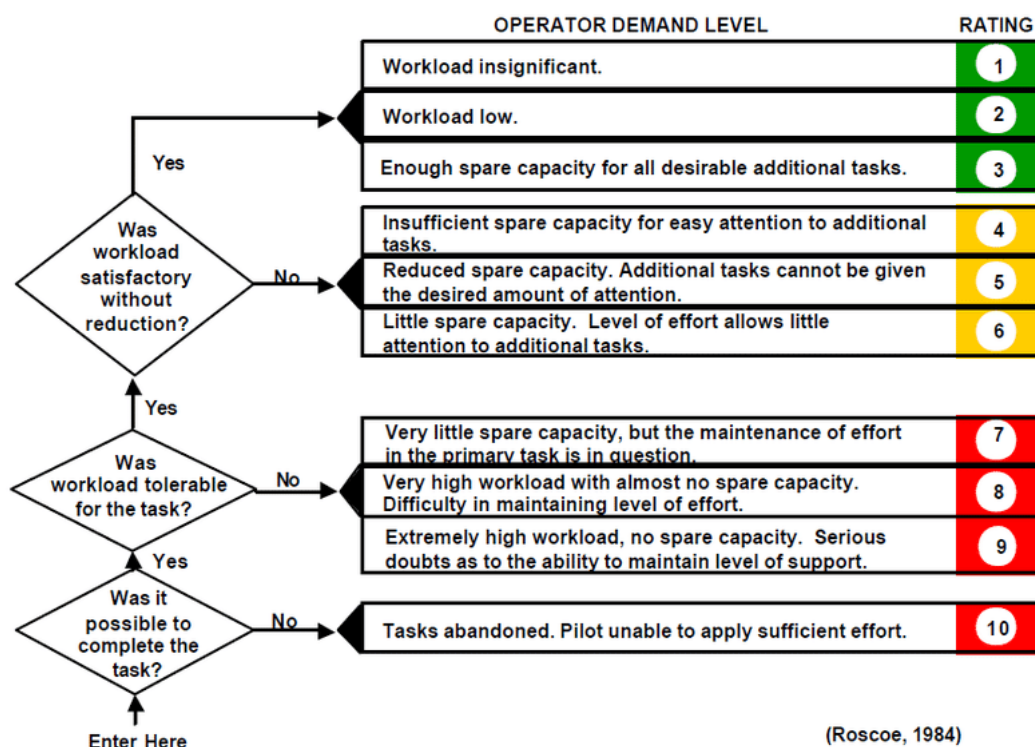 OPERATOR DEMAND LEVEL RATING
Workload insignificant. 1
Workload low. 2
Yes
Enough spare capacity for all desirable additional tasks. 3
Was
workload
satisfactory
without
reduction?
No
Insufficient spare capacity for easy attention to additional
tasks.
4
Reduced spare capacity. Additional tasks cannot be given
the desired amount of attention.
5
Little spare capacity. Level of effort allows little
attention to additional tasks.
6
Yes
Was
workload tolerable
for the task?
No
Very little spare capacity, but the maintenance of effort
in the primary task is in question.
7
Very high workload with almost no spare capacity.
Difficulty in maintaining level of effort.
8
Extremely high workload, no spare capacity. Serious
doubts as to the ability to maintain level of support.
9
Yes
Was it
possible to
complete the
task?
No
Tasks abandoned. Pilot unable to apply sufficient effort. 10
Enter Here
(Roscoe, 1984)